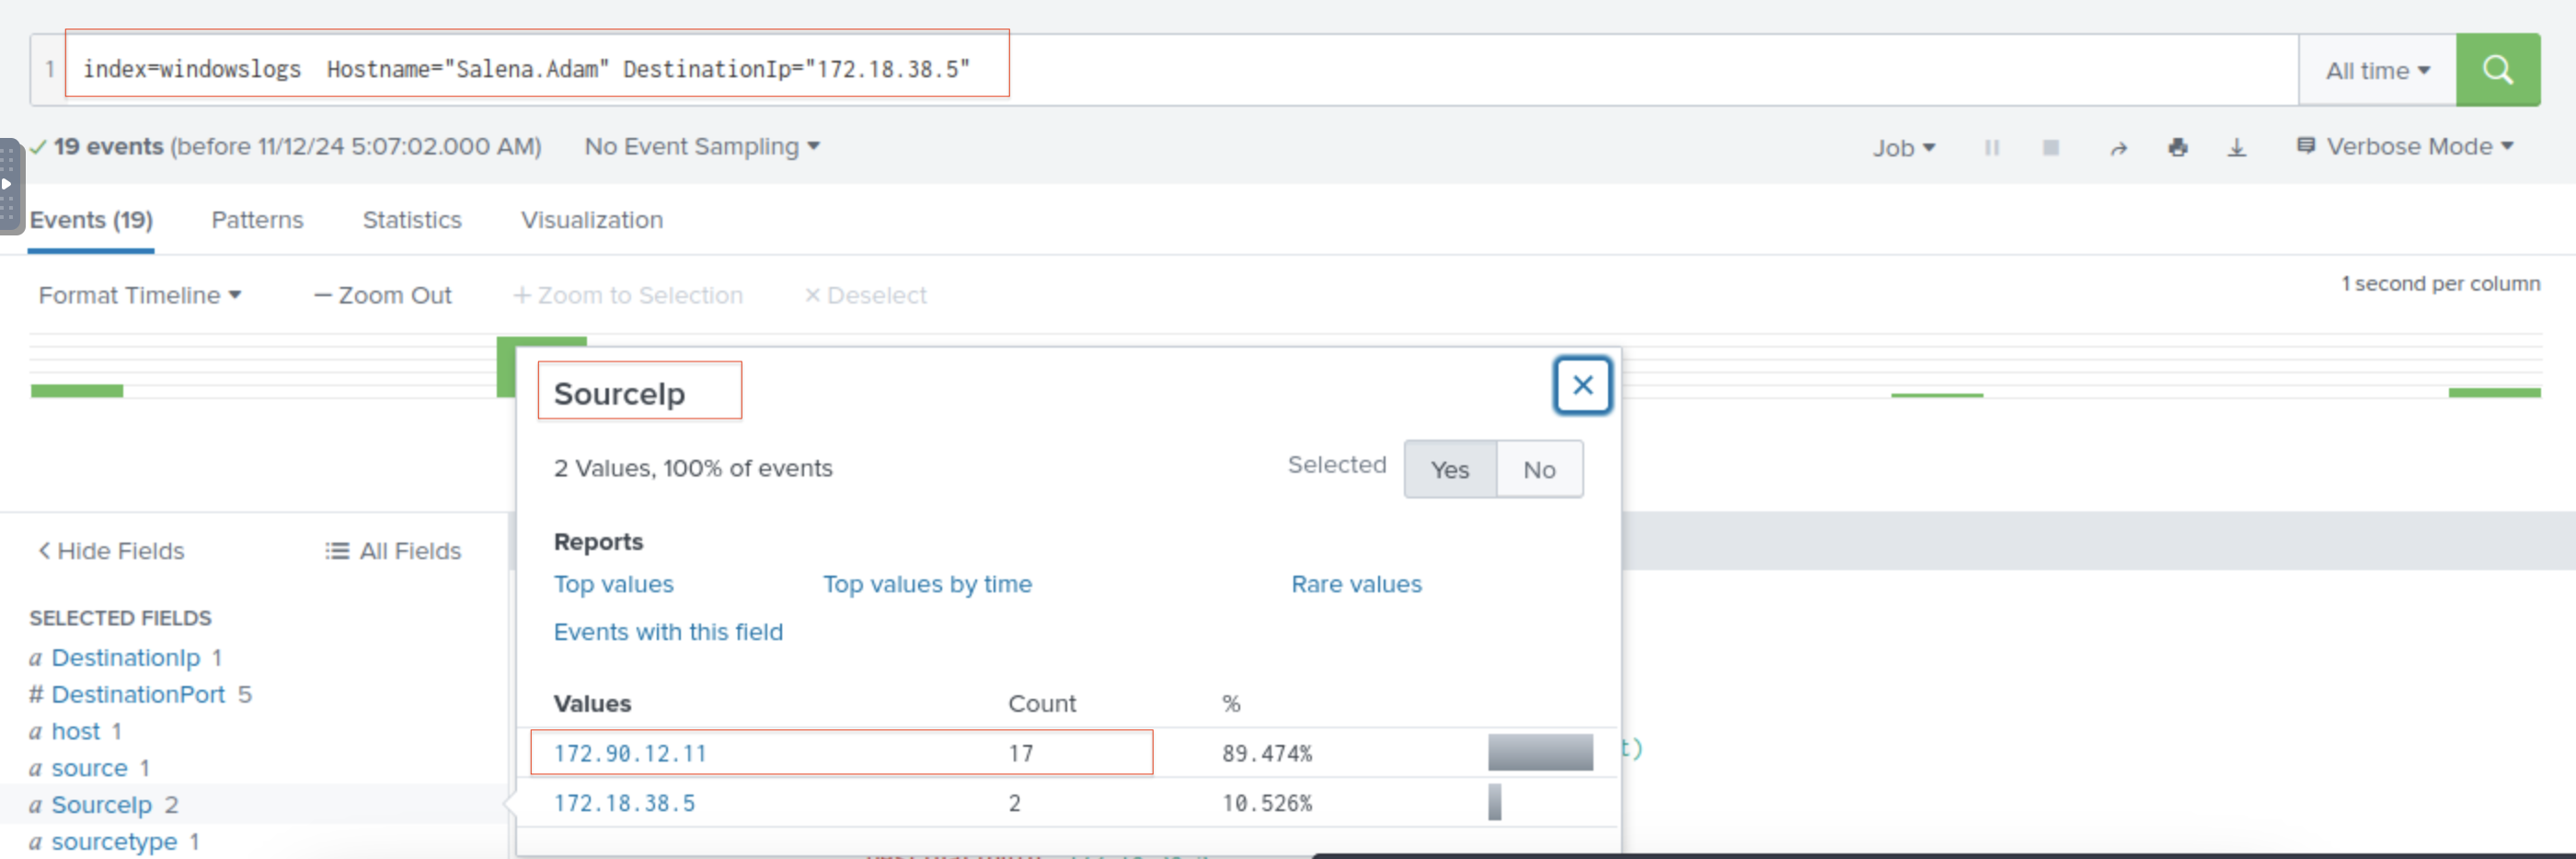 1 index=windowslogs  Hostname="Salena.Adam" DestinationIp="172.18.38.5"
All time
19 events (before 11/12/24 5:07:02.000 AM) No Event Sampling Job Verbose Mode
Events (19) Patterns Statistics Visualization
Format Timeline — Zoom Out + Zoom to Selection × Deselect 1 second per column
SourceIp
2 Values, 100% of events Selected Yes No
Reports
Top values Top values by time Rare values
Events with this field
Values Count %
172.90.12.11 17 89.474%
172.18.38.5 2 10.526%
Hide Fields All Fields
SELECTED FIELDS
a DestinationIp 1
# DestinationPort 5
a host 1
a source 1
a SourceIp 2
a sourcetype 1
t)